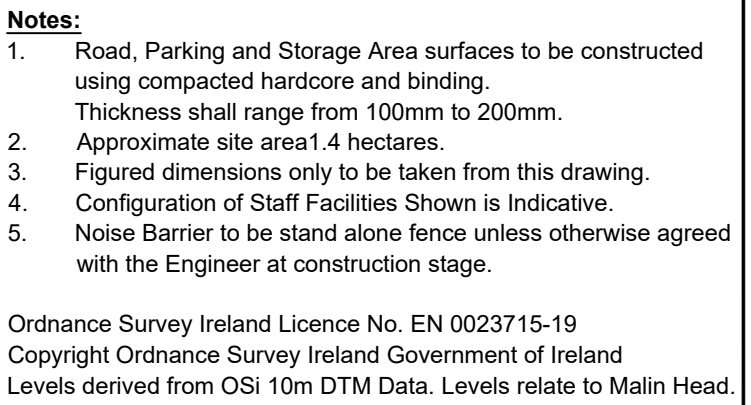 Notes:
1. Road, Parking and Storage Area surfaces to be constructed
using compacted hardcore and binding.
Thickness shall range from 100mm to 200mm.
2. Approximate site area1.4 hectares.
3. Figured dimensions only to be taken from this drawing.
4. Configuration of Staff Facilities Shown is Indicative.
5. Noise Barrier to be stand alone fence unless otherwise agreed
with the Engineer at construction stage.
Ordnance Survey Ireland Licence No. EN 0023715-19
Copyright Ordnance Survey Ireland Government of Ireland
Levels derived from OSi 10m DTM Data. Levels relate to Malin Head.